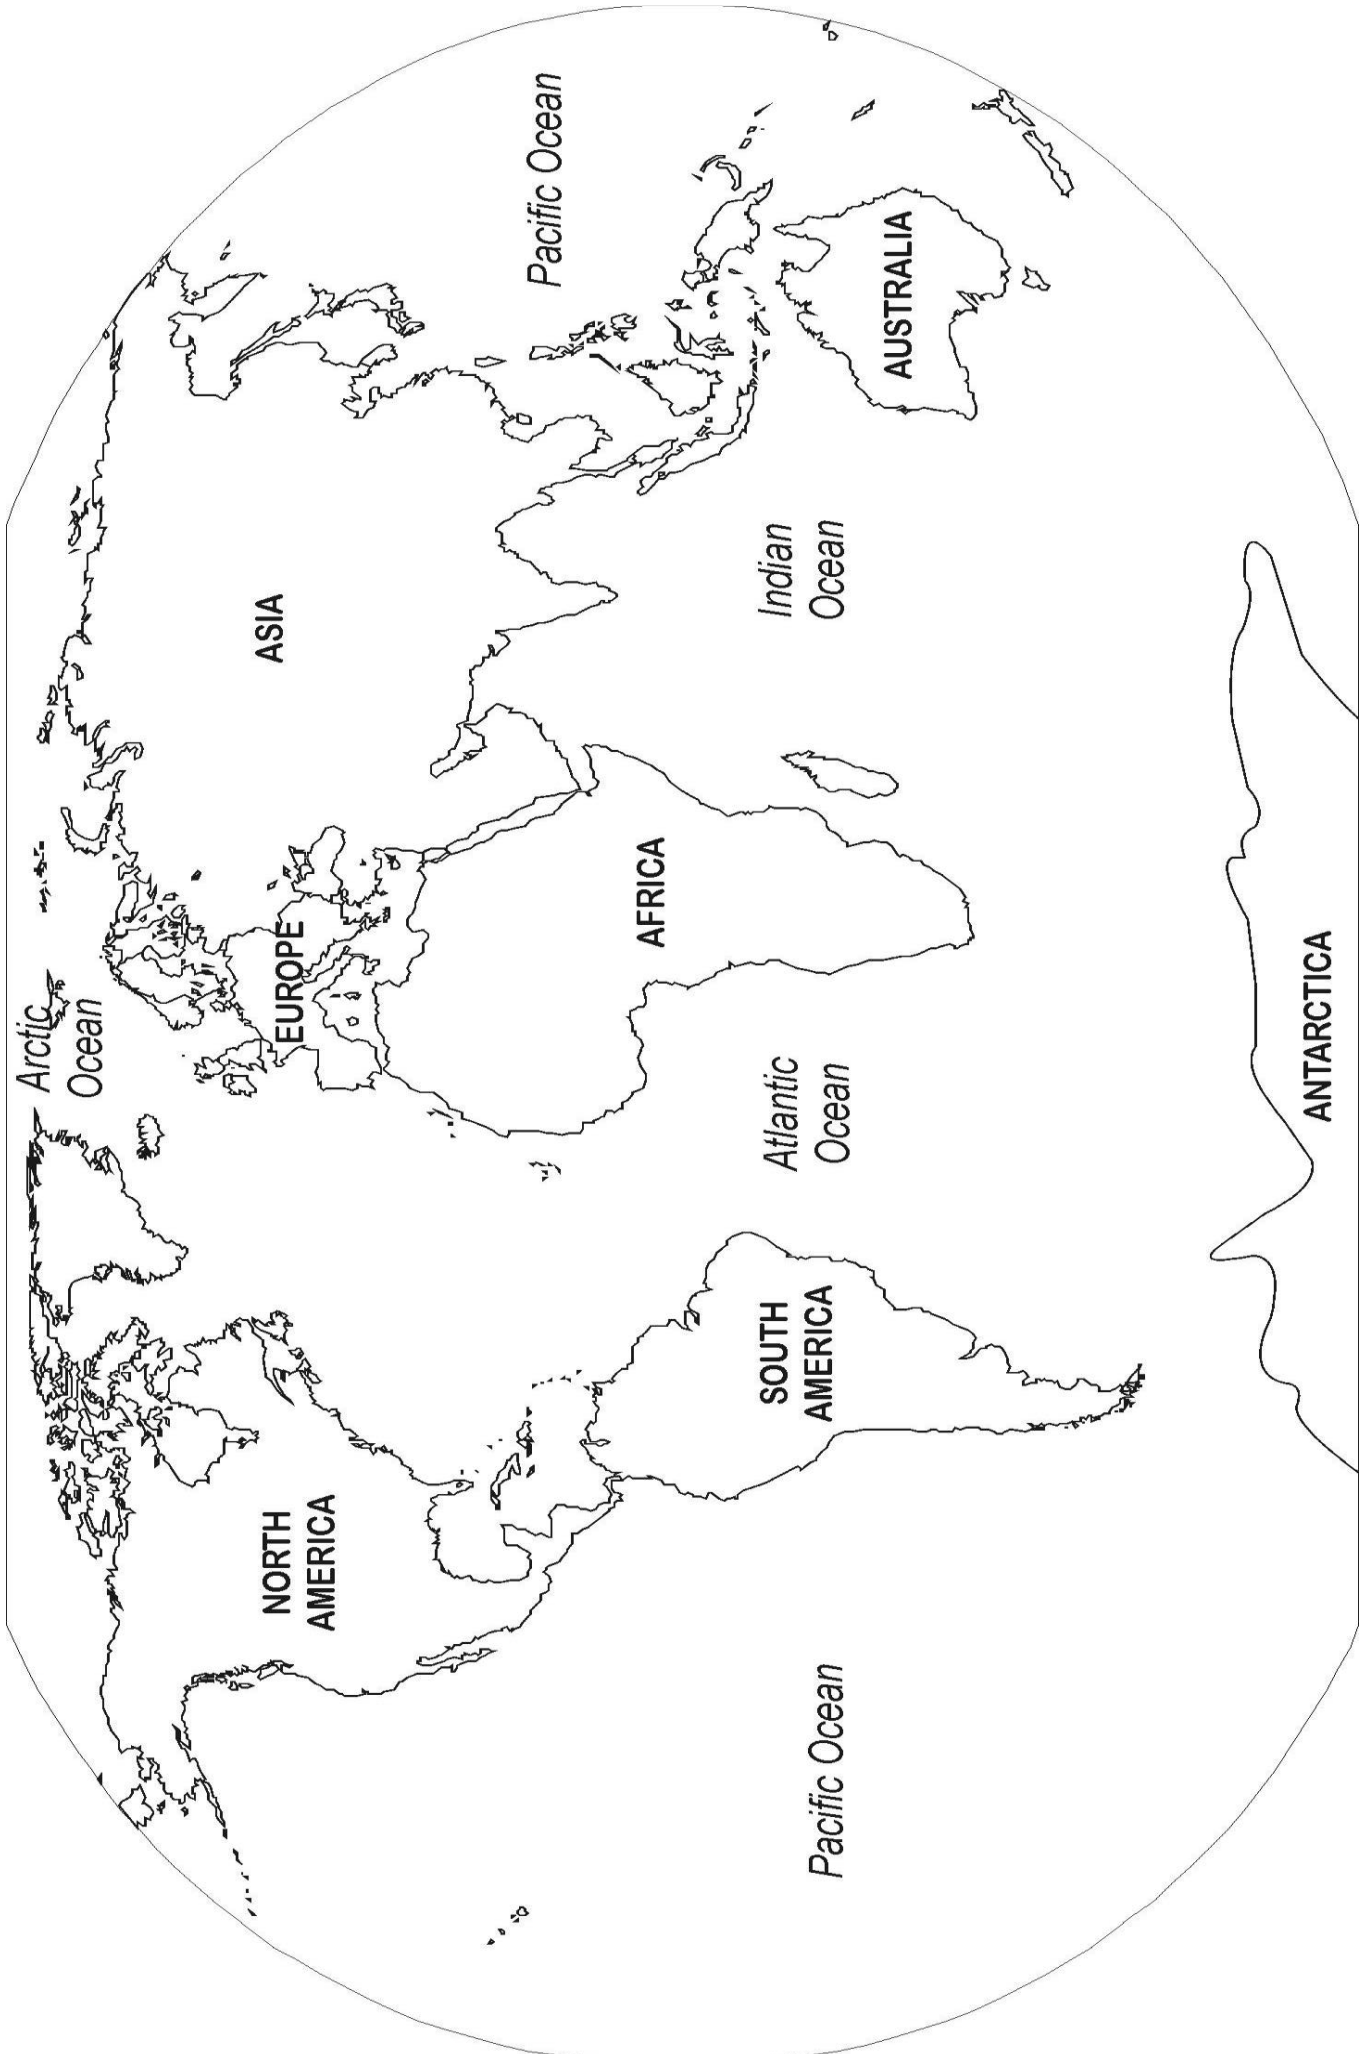 Arctic
Ocean
NORTH
AMERICA
EUROPE
ASIA
Pacific Ocean
AFRICA
Atlantic
Ocean
Indian
Ocean
SOUTH
AMERICA
Pacific Ocean
AUSTRALIA
ANTARCTICA